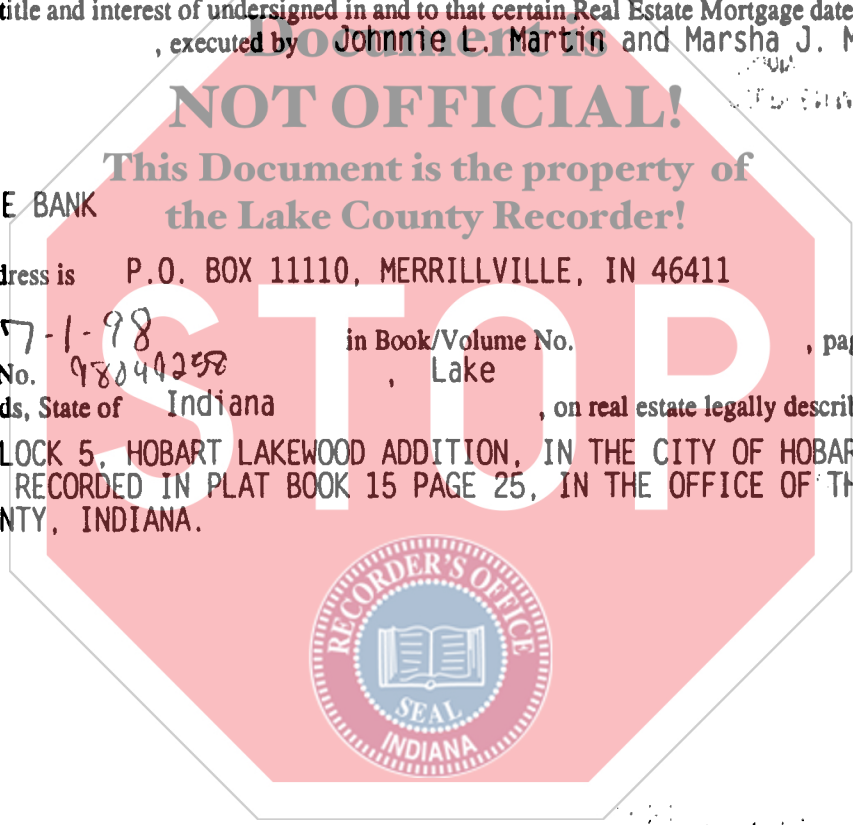 title and interest of undersigned in and to that certain Real Estate Mortgage date
, executed by Johnnie L. Martin and Marsha J. M
Document is
NOT OFFICIAL!
This Document is the property of
the Lake County Recorder!
E BANK
dress is P.O. BOX 11110, MERRILLVILLE, IN 46411
STOP
7-1-98 in Book/Volume No. , pag
No. 98049258 , Lake
ds, State of Indiana , on real estate legally describ
LOCK 5, HOBART LAKEWOOD ADDITION, IN THE CITY OF HOBAR
RECORDED IN PLAT BOOK 15 PAGE 25, IN THE OFFICE OF TH
NTY, INDIANA.
RECORDER'S OFFICE
SEAL
INDIANA